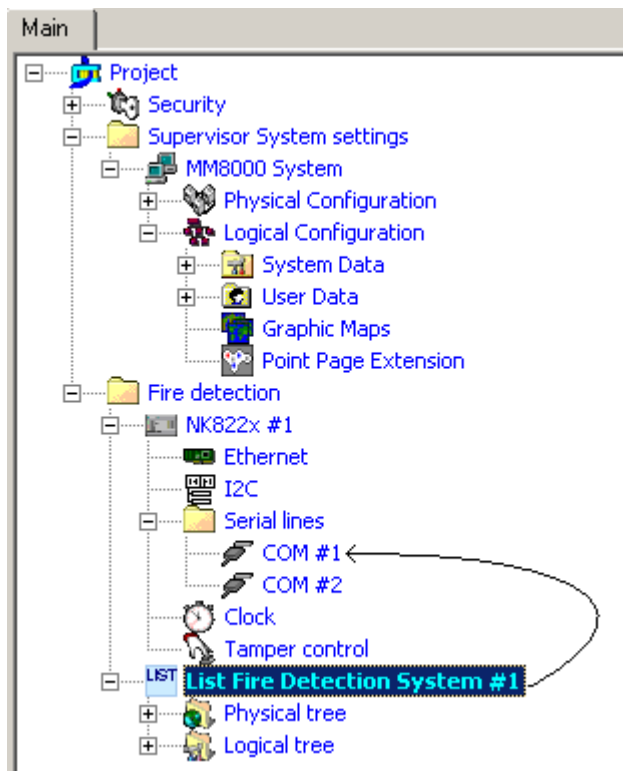 Main
Project
Security
Supervisor System settings
MM8000 System
Physical Configuration
Logical Configuration
System Data
User Data
Graphic Maps
Point Page Extension
Fire detection
NK822x #1
Ethernet
I2C
Serial lines
COM #1
COM #2
Clock
Tamper control
LIST List Fire Detection System #1
Physical tree
Logical tree